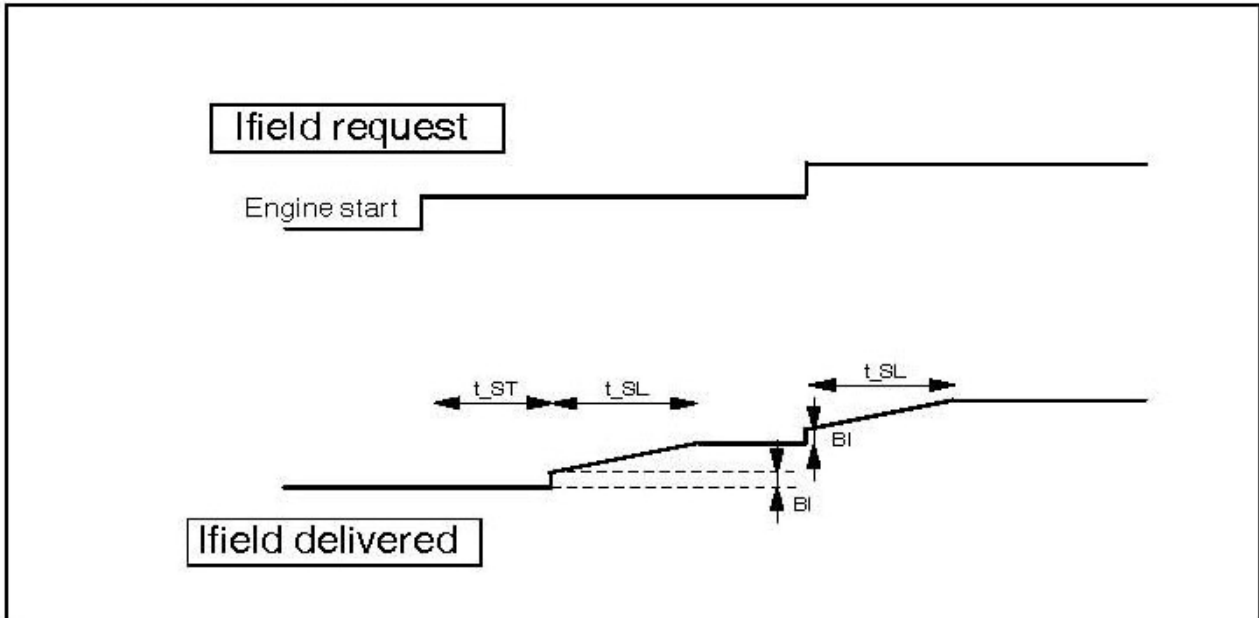 Ifield request
Engine start
t_ST
t_SL
t_SL
BI
BI
Ifield delivered